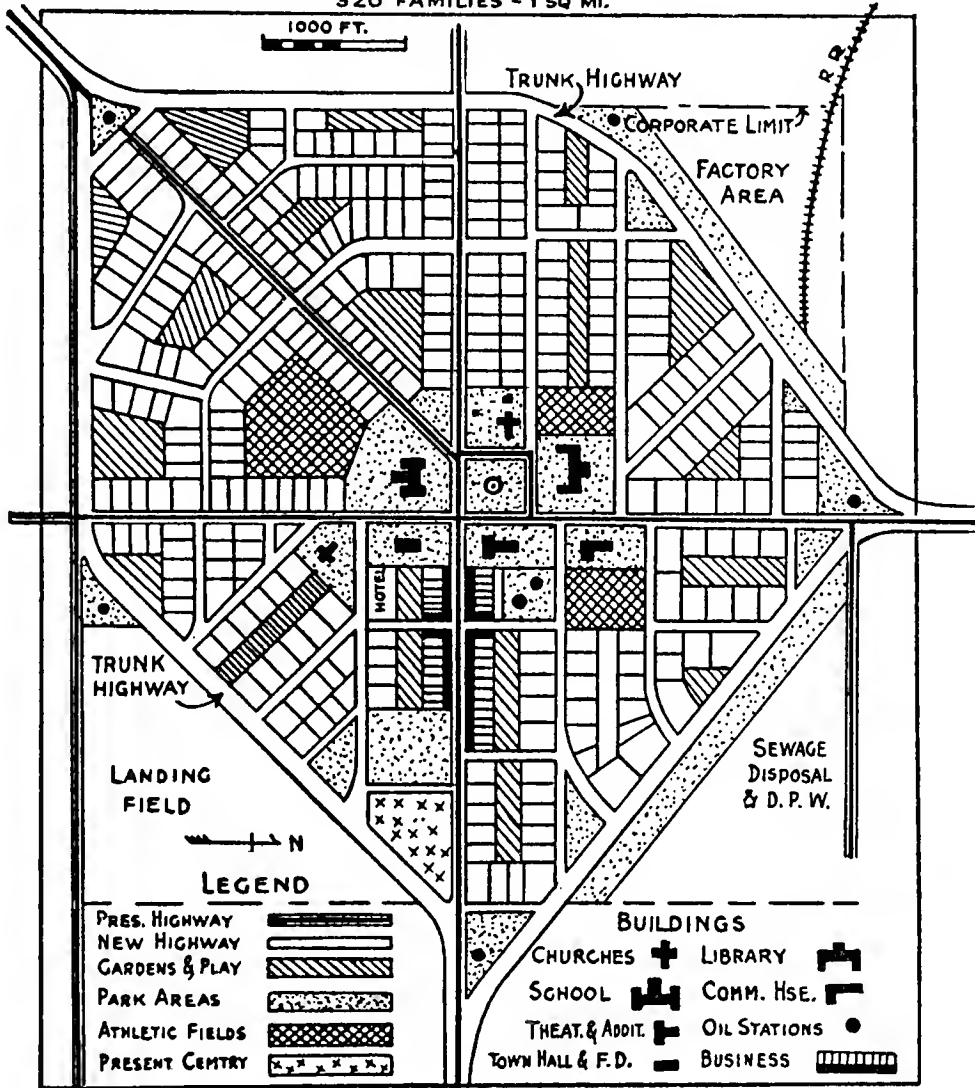 320 FAMILIES - 1 SQ MI.
1000 FT.
TRUNK HIGHWAY
R R
CORPORATE LIMIT
FACTORY
AREA
HOTEL
TRUNK
HIGHWAY
LANDING
FIELD
N
SEWAGE
DISPOSAL
& D.P.W.
LEGEND
PRES. HIGHWAY
NEW HIGHWAY
GARDENS & PLAY
PARK AREAS
ATHLETIC FIELDS
PRESENT CEMTRY
BUILDINGS
CHURCHES LIBRARY
SCHOOL COMM. HSE.
THEAT. & ADDIT. OIL STATIONS
TOWN HALL & F.D. BUSINESS